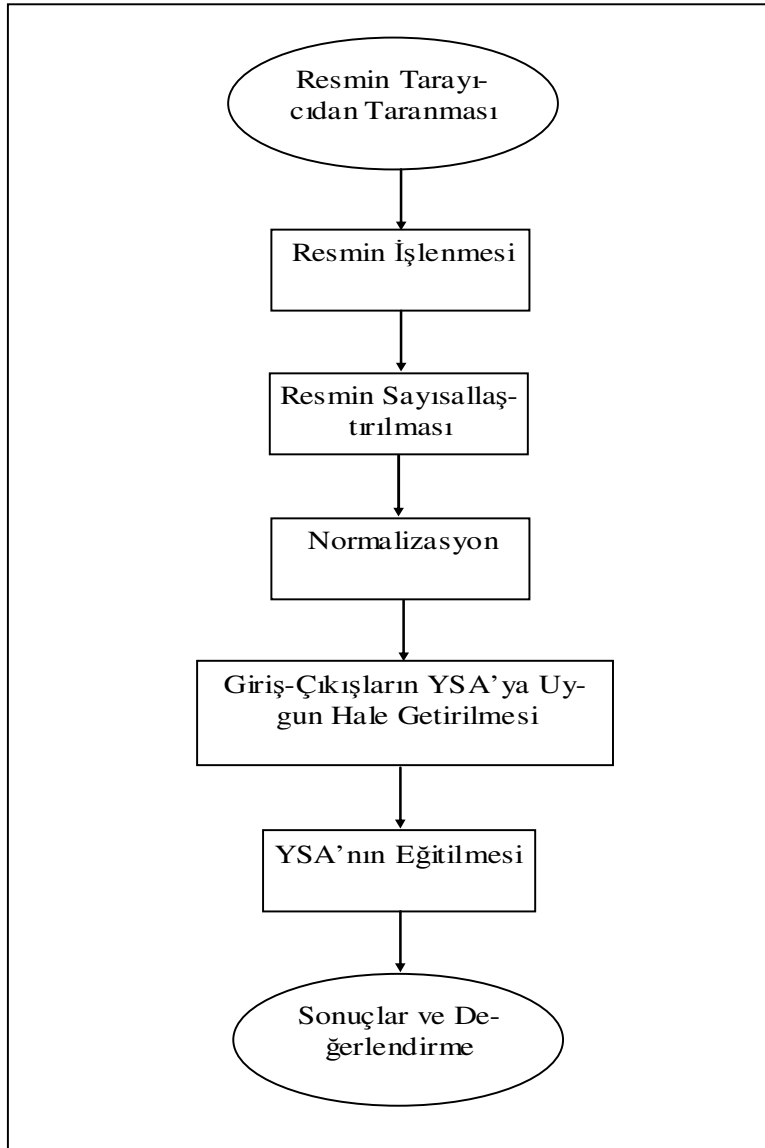 Resmin Tarayı-
cıdan Taranması
Resmin İşlenmesi
Resmin Sayısallaş-
tırılması
Normalizasyon
Giriş-Çıkışların YSA’ya Uy-
gun Hale Getirilmesi
YSA’nın Eğitilmesi
Sonuçlar ve De-
ğerlendirme